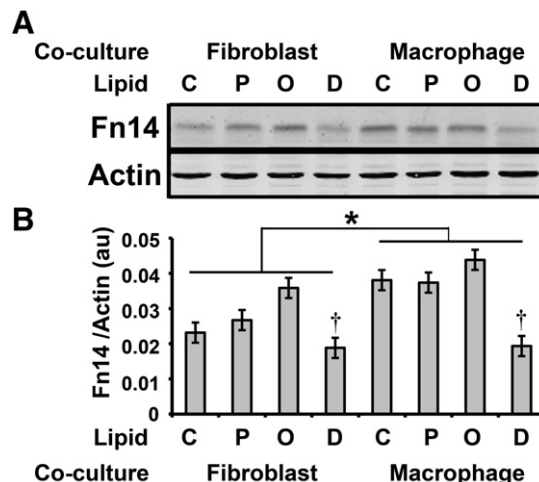 A
Co-culture Fibroblast Macrophage
Lipid C P O D C P O D
Fn14
Actin
B
*
0.05
0.04
0.03
0.02
0.01
0
Fn14 /Actin (au)
† †
Lipid C P O D C P O D
Co-culture Fibroblast Macrophage